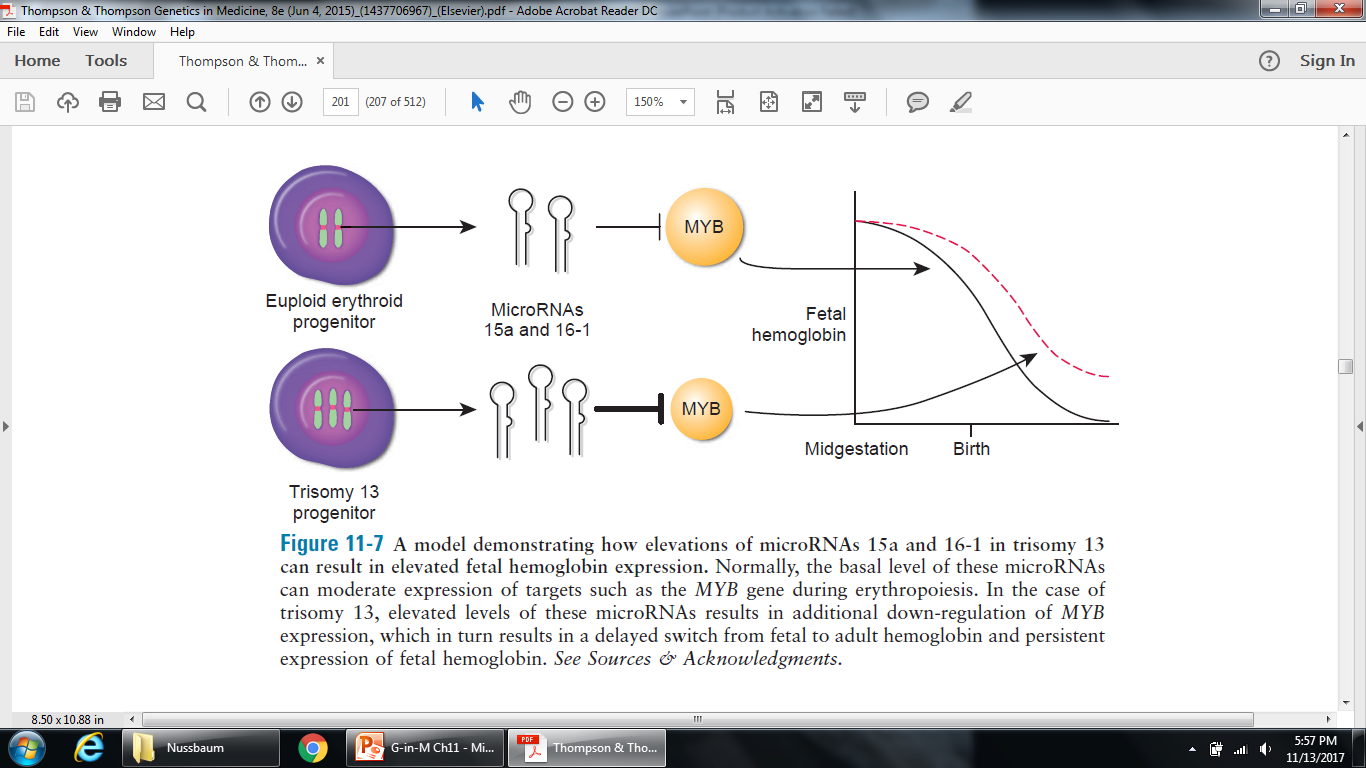 Thompson & Thompson Genetics in Medicine, 8e (Jun 4, 2015)_(1437706967)_(Elsevier).pdf - Adobe Acrobat Reader DC
File Edit View Window Help
Home Tools Thompson & Thom... × ? Sign In
201 (207 of 512) 150%
MYB
Euploid erythroid
progenitor
MicroRNAs
15a and 16-1
Fetal
hemoglobin
MYB
Midgestation Birth
Trisomy 13
progenitor
Figure 11-7 A model demonstrating how elevations of microRNAs 15a and 16-1 in trisomy 13
can result in elevated fetal hemoglobin expression. Normally, the basal level of these microRNAs
can moderate expression of targets such as the MYB gene during erythropoiesis. In the case of
trisomy 13, elevated levels of these microRNAs results in additional down-regulation of MYB
expression, which in turn results in a delayed switch from fetal to adult hemoglobin and persistent
expression of fetal hemoglobin. See Sources & Acknowledgments.
8.50 x 10.88 in
Nussbaum G-in-M Ch11 - Mi... PDF Thompson & Tho... 5:57 PM
11/13/2017